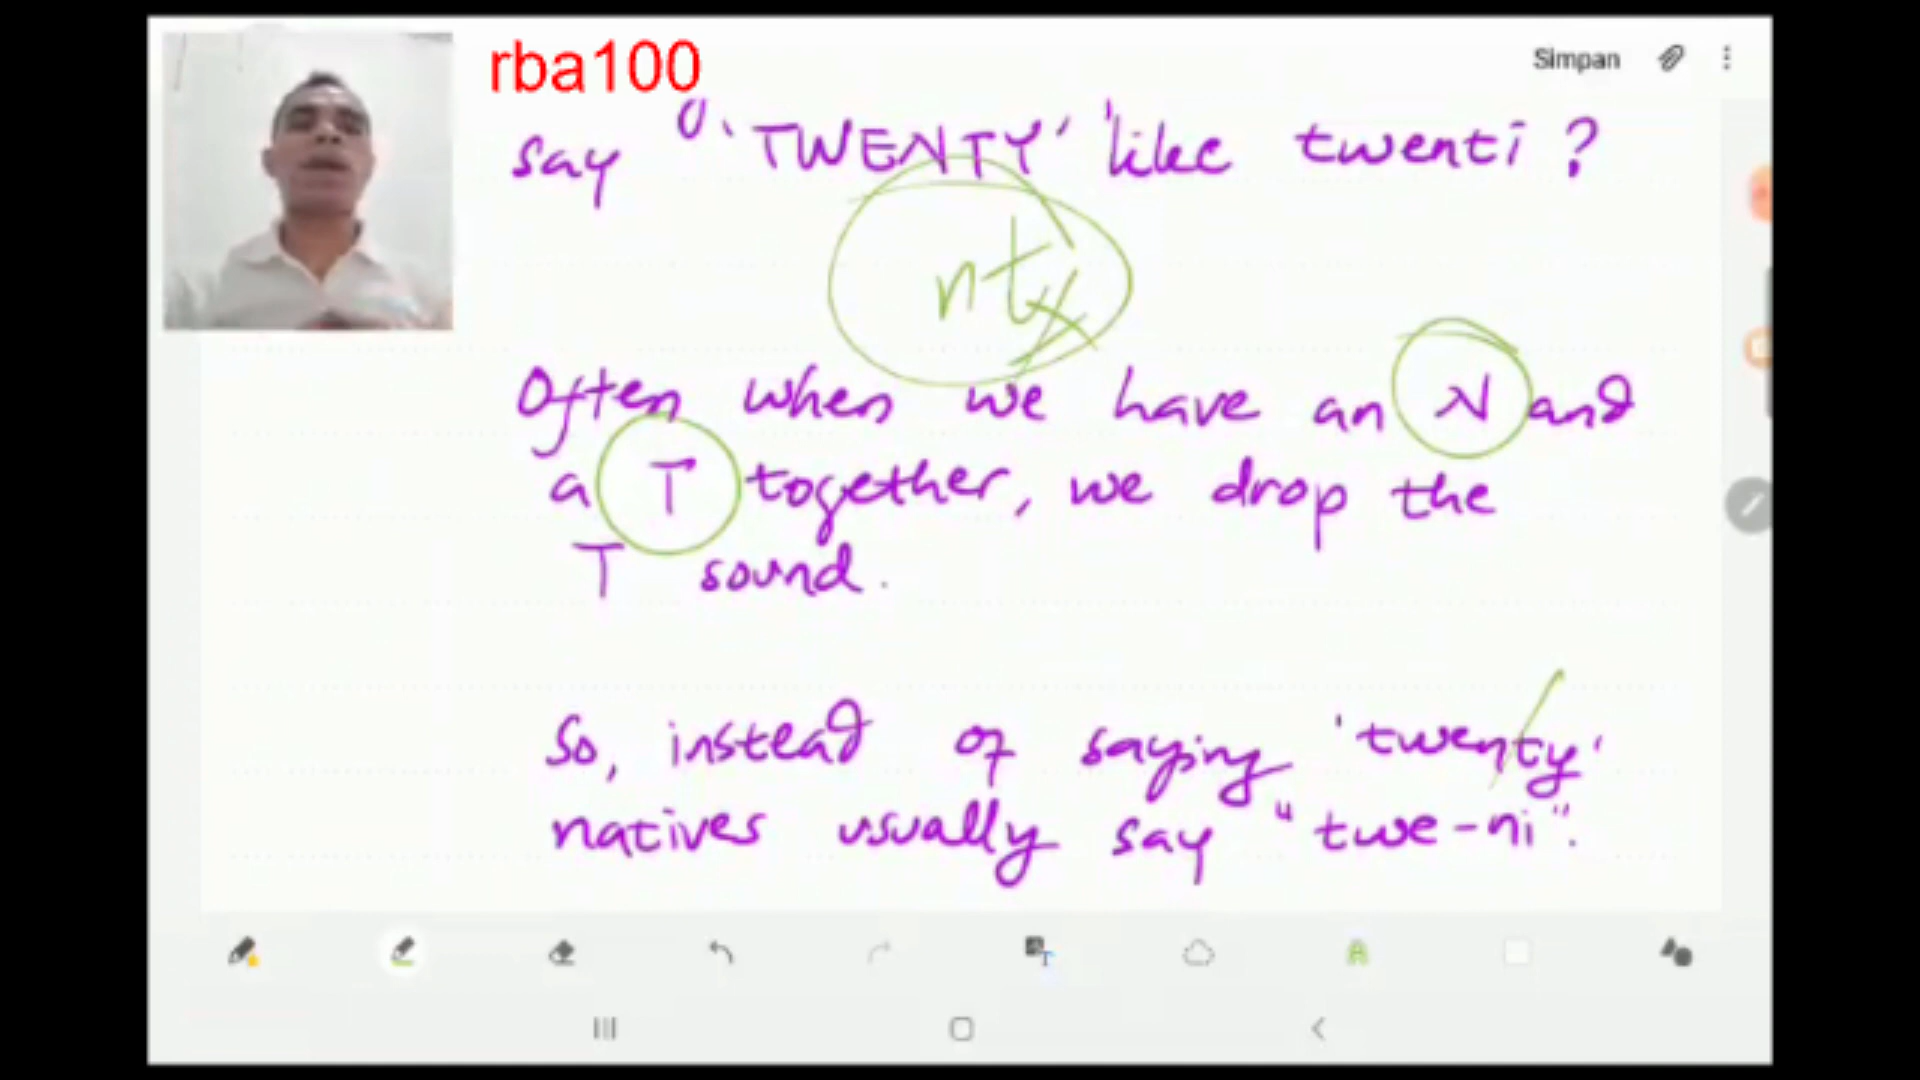 rba100
Simpan
say "'TWENTY' like twenti?
nt
Often when we have an N and
a T together, we drop the
T sound.
So, instead of saying 'twenty'
natives usually say "twe-ni".